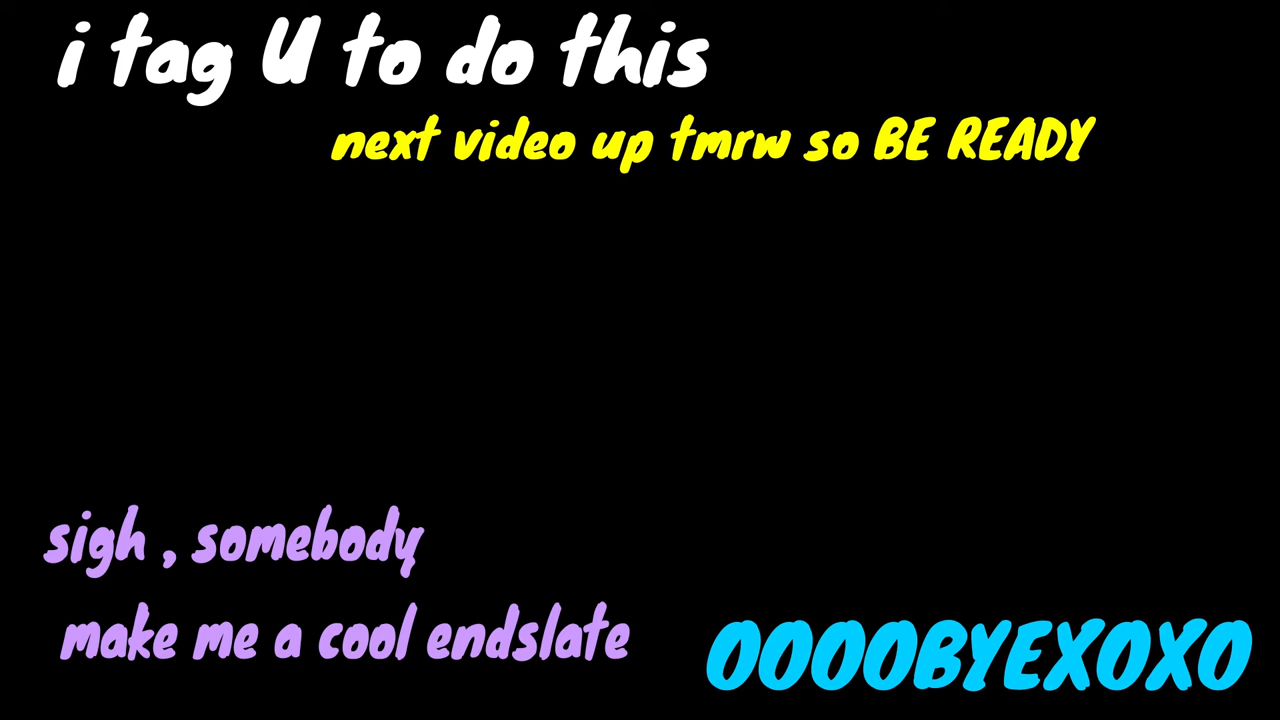 i tag U to do this
next video up tmrw so BE READY
sigh , somebody
make me a cool endslate
OOOOBYEXOXO